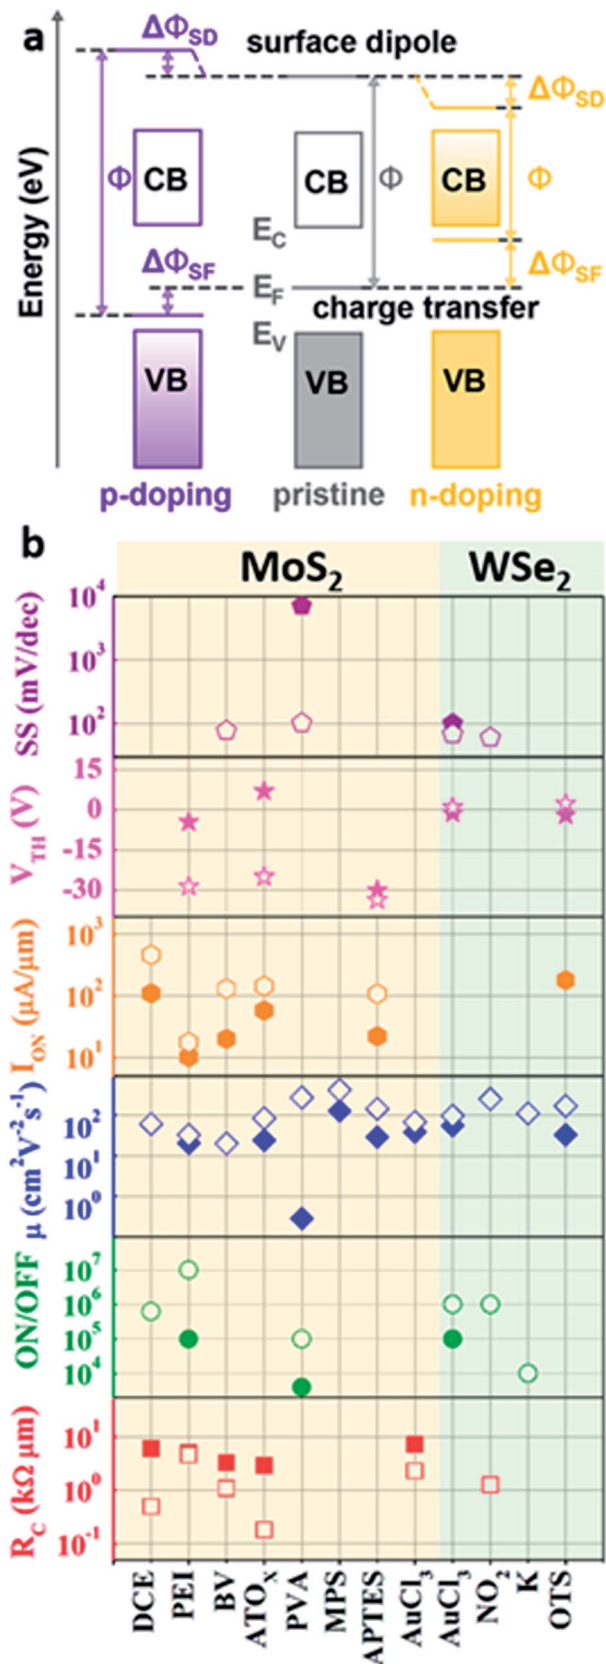 a
ΔΦSD
surface dipole
ΔΦSD
Energy (eV)
Φ
CB
CB
Φ
CB
Φ
EC
ΔΦSF
EF
ΔΦSF
charge transfer
EV
VB
VB
VB
p-doping
pristine
n-doping
b
MoS2
WSe2
SS (mV/dec)
10^4
10^3
10^2
VTH (V)
15
0
-15
-30
ION (μA/μm)
10^3
10^2
10^1
μ (cm^2V^-2s^-1)
10^2
10^1
10^0
ON/OFF
10^7
10^6
10^5
10^4
RC (kΩ μm)
10^1
10^0
10^-1
DCE
PEI
BV
ATOx
PVA
MPS
APTES
AuCl3
AuCl3
NO2
K
OTS